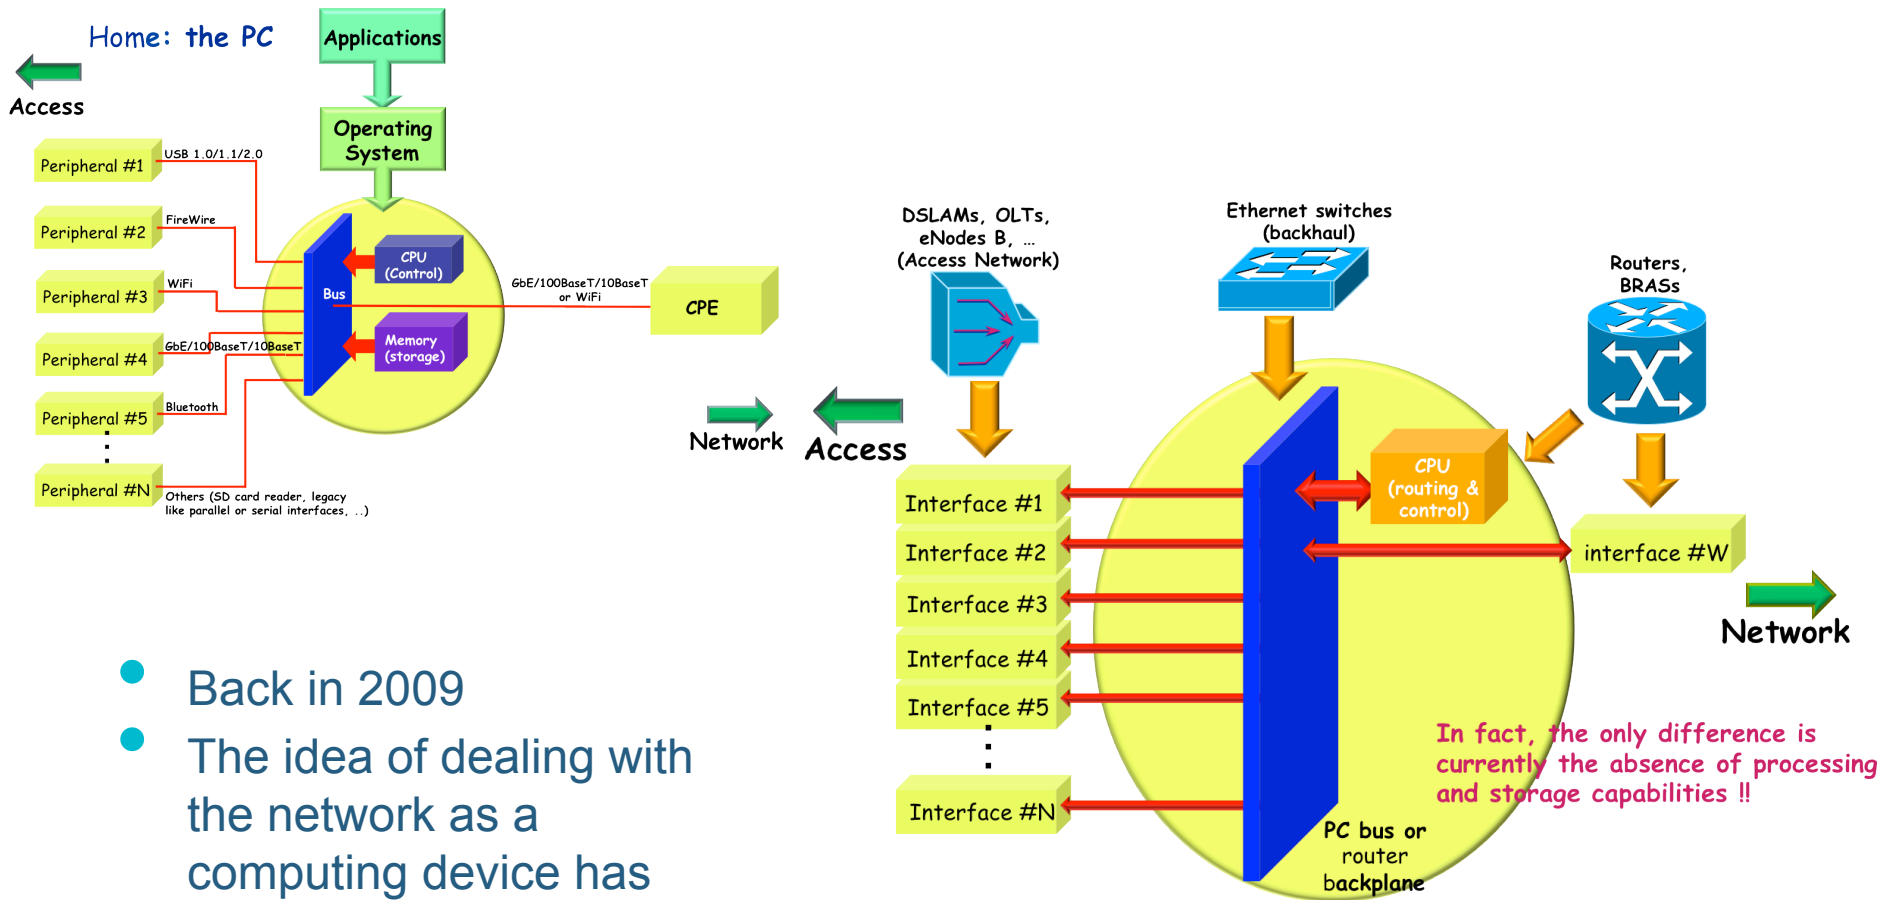 Home: the PC
Applications
Access
Operating
System
Peripheral #1
USB 1.0/1.1/2.0
Peripheral #2
FireWire
Peripheral #3
WiFi
Peripheral #4
GbE/100BaseT/10BaseT
Peripheral #5
Bluetooth
Peripheral #N
Others (SD card reader, legacy
like parallel or serial interfaces, ..)
Bus
CPU
(Control)
Memory
(storage)
GbE/100BaseT/10BaseT
or WiFi
CPE
Network
Access
DSLAMs, OLTs,
eNodes B, …
(Access Network)
Ethernet switches
(backhaul)
Routers,
BRASs
Interface #1
Interface #2
Interface #3
Interface #4
Interface #5
Interface #N
CPU
(routing &
control)
interface #W
Network
PC bus or
router
backplane
In fact, the only difference is
currently the absence of processing
and storage capabilities !!
Back in 2009
The idea of dealing with
the network as a
computing device has